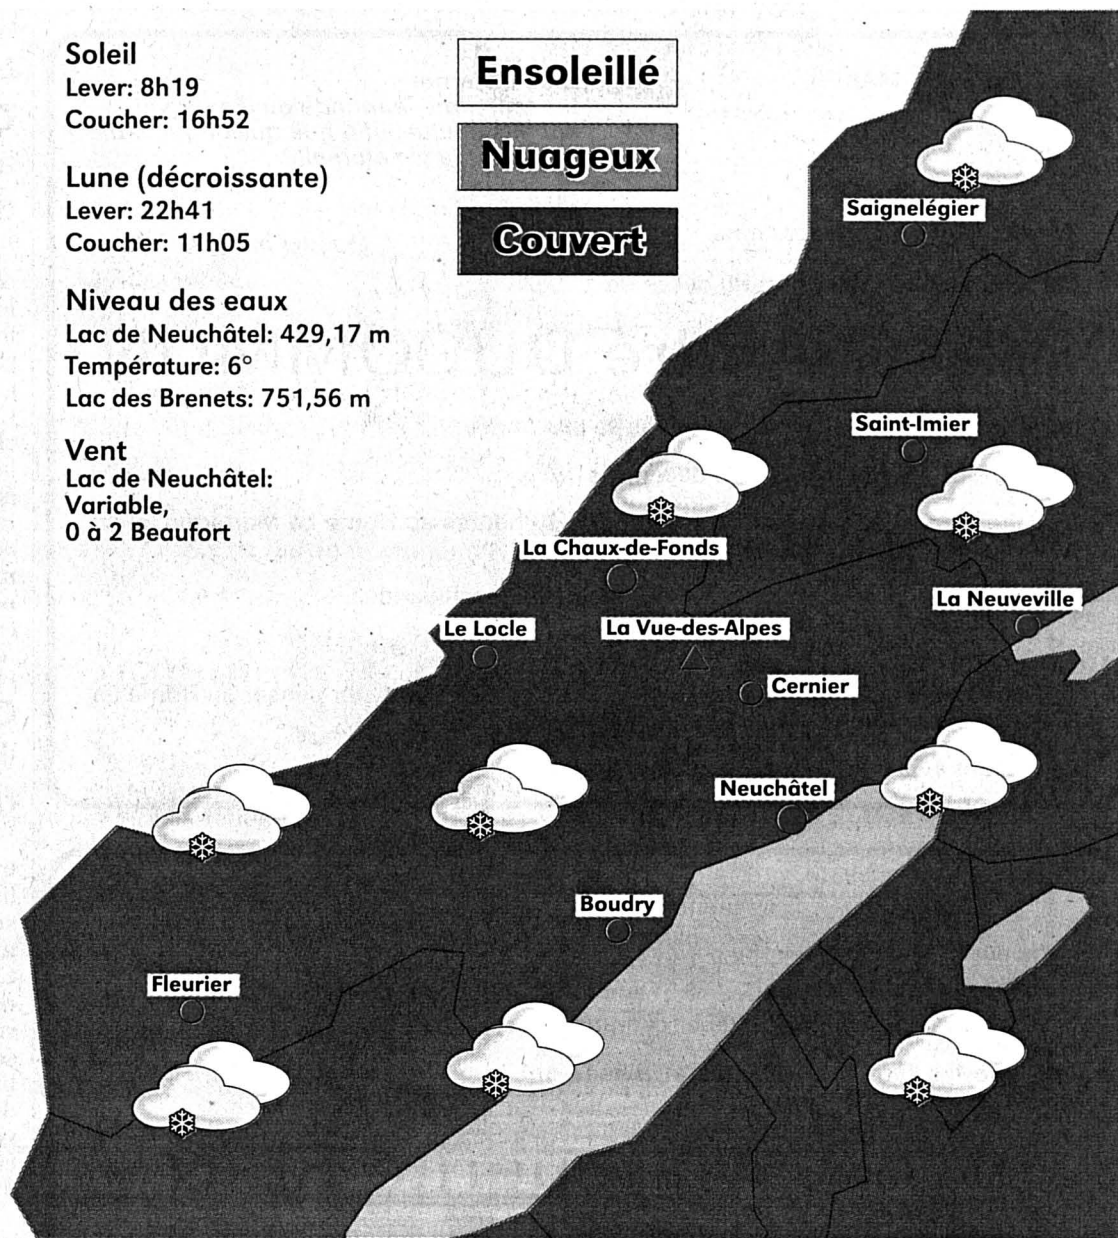 Soleil
Lever: 8h19
Coucher: 16h52
Lune (décroissante)
Lever: 22h41
Coucher: 11h05
Niveau des eaux
Lac de Neuchâtel: 429,17 m
Température: 6°
Lac des Brenets: 751,56 m
Vent
Lac de Neuchâtel:
Variable,
0 à 2 Beaufort
Ensoleillé
Nuageux
Couvert
Saignelégier
Saint-Imier
La Chaux-de-Fonds
La Neuveville
Le Locle
La Vue-des-Alpes
Cernier
Neuchâtel
Boudry
Fleurier